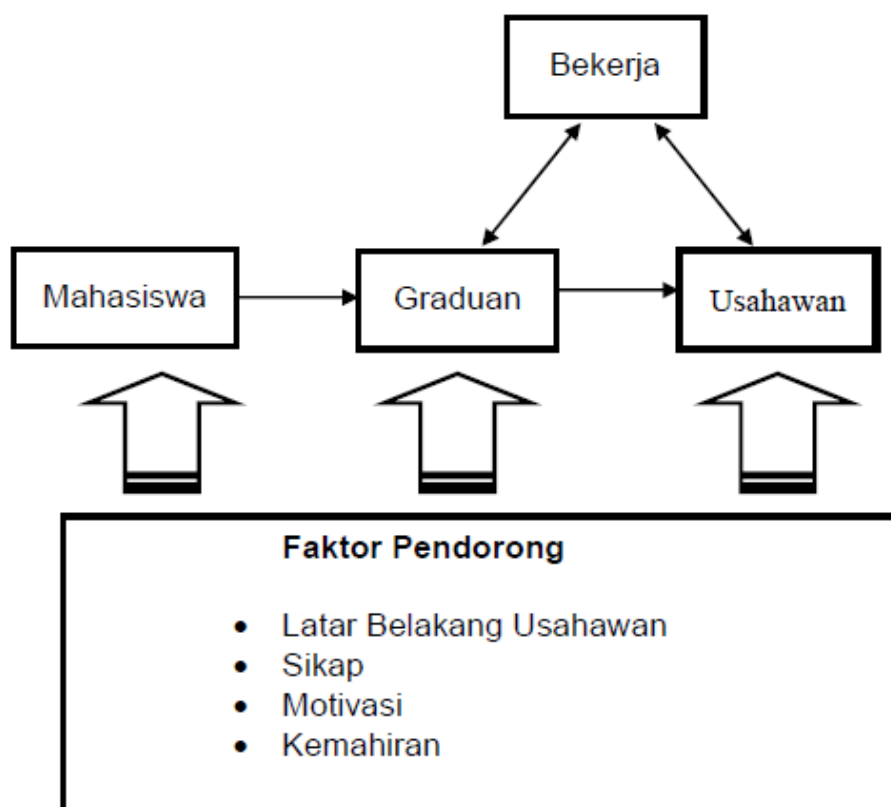 Bekerja
Mahasiswa
Graduan
Usahawan
Faktor Pendorong
• Latar Belakang Usahawan
• Sikap
• Motivasi
• Kemahiran